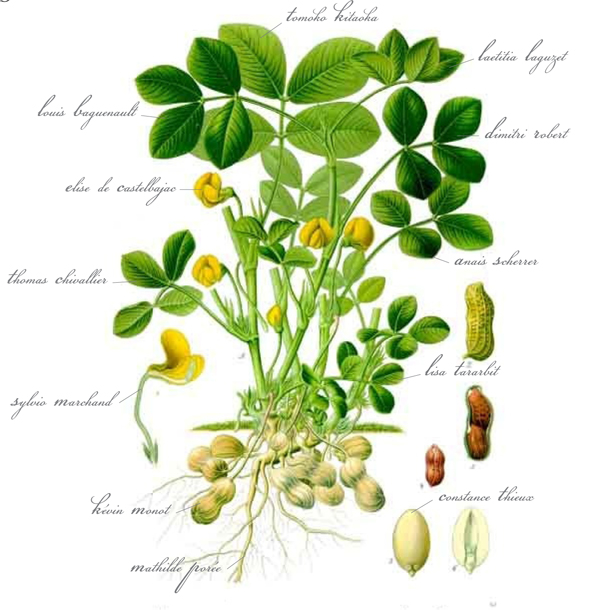 tomoko kitaoka
laetitia laguzet
louis baguenault
dimitri robert
elise de castelbajac
anais scherrer
thomas chivallier
lisa tararbit
sylvio marchand
constance thieux
kévin monot
mathilde porée